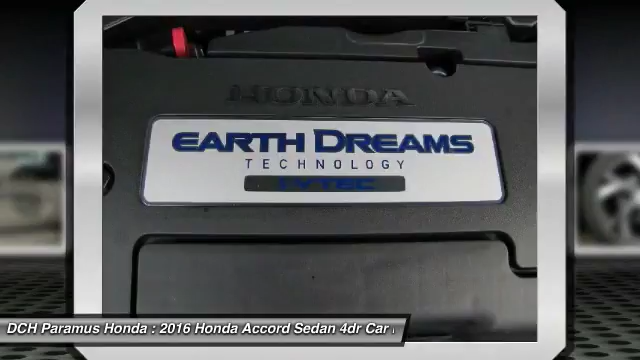 HONDA
EARTH DREAMS
TECHNOLOGY
i-VTEC
DCH Paramus Honda : 2016 Honda Accord Sedan 4dr Car